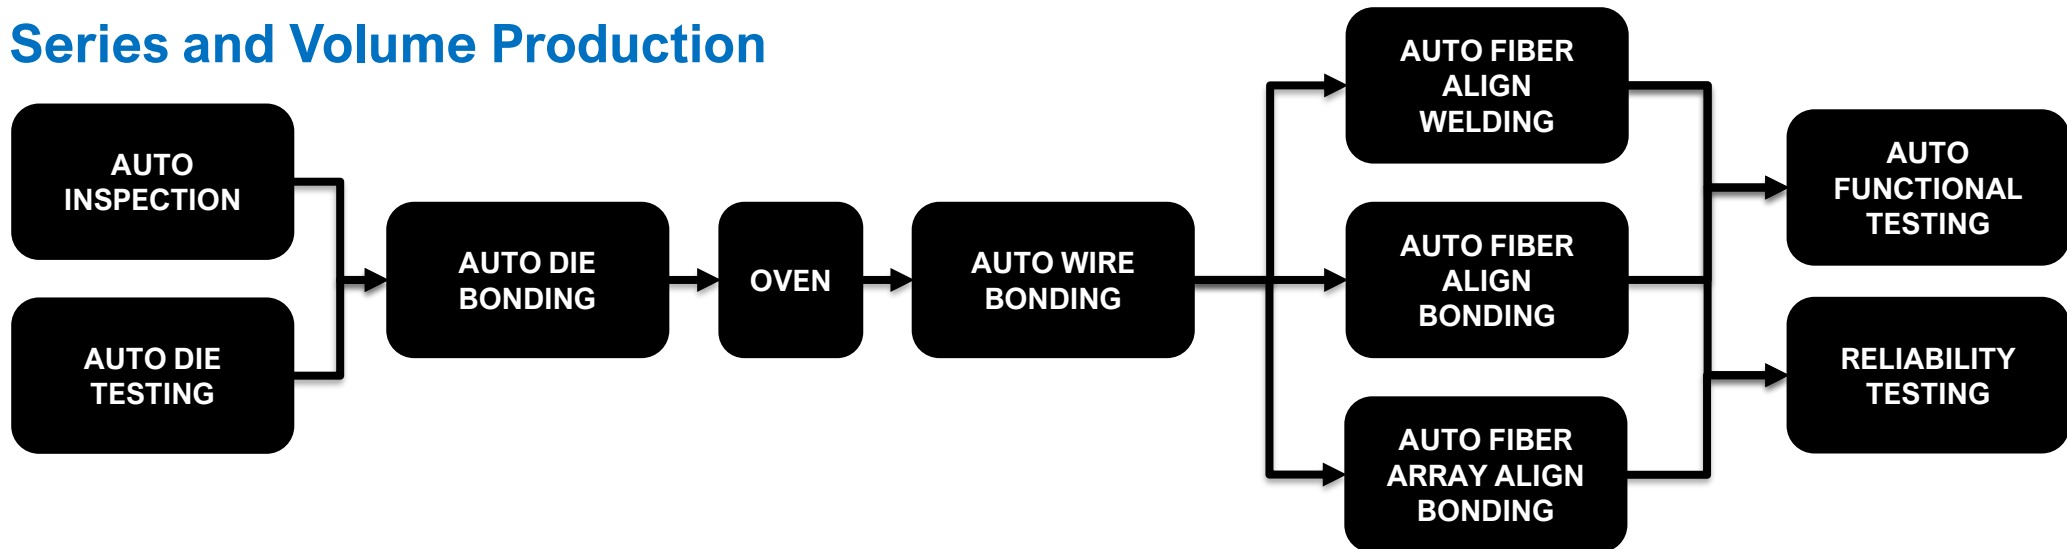 Series and Volume Production
AUTO
INSPECTION
AUTO DIE
TESTING
AUTO DIE
BONDING
OVEN
AUTO WIRE
BONDING
AUTO FIBER
ALIGN
WELDING
AUTO FIBER
ALIGN
BONDING
AUTO FIBER
ARRAY ALIGN
BONDING
AUTO
FUNCTIONAL
TESTING
RELIABILITY
TESTING